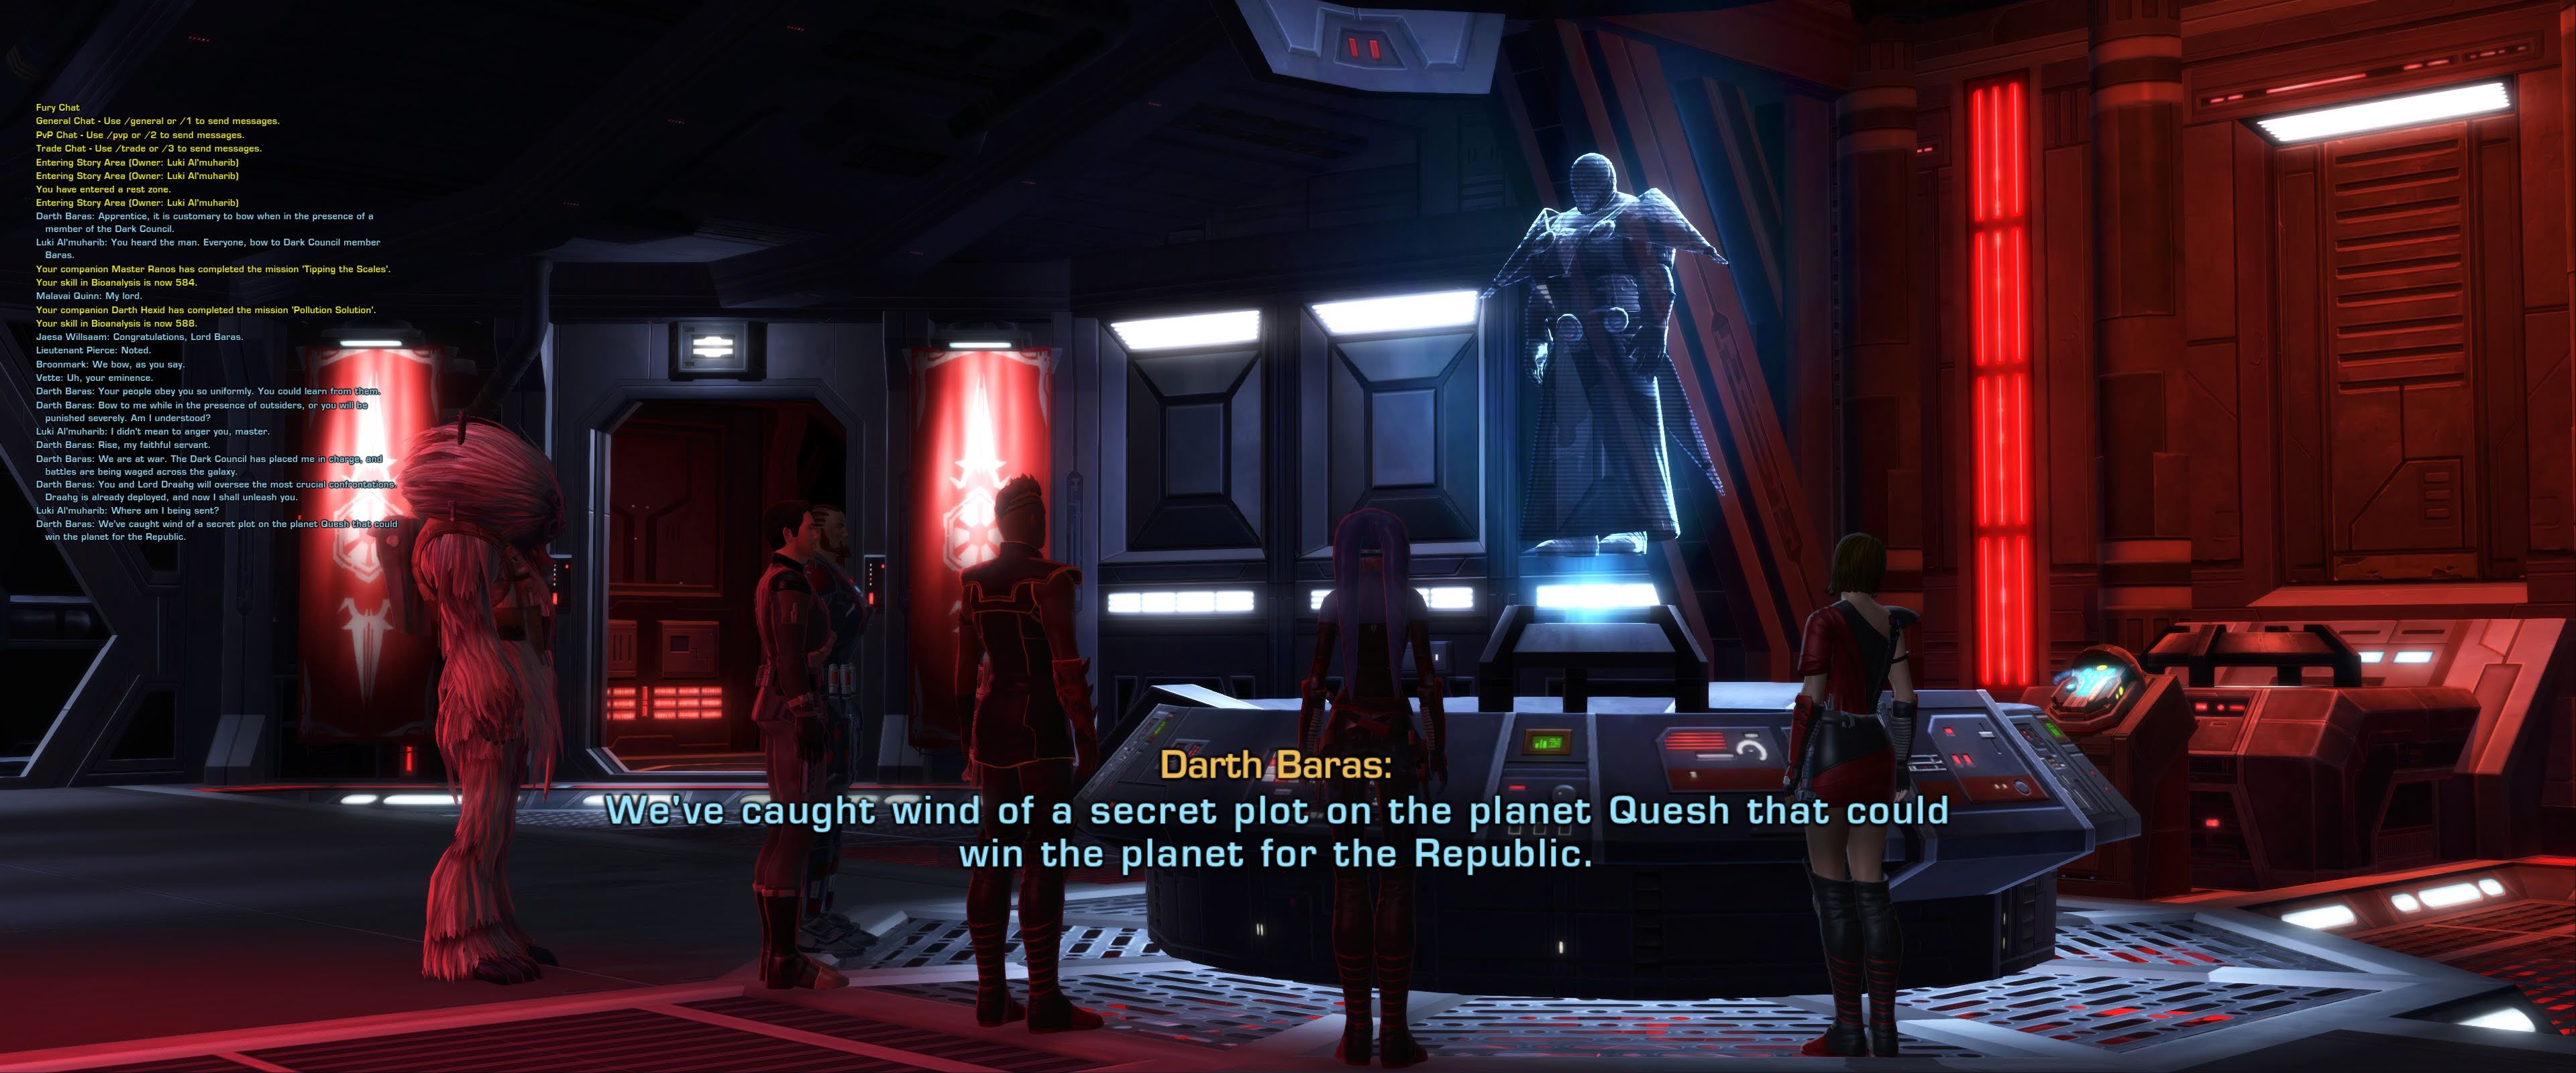 Fury Chat
General Chat - Use /general or /1 to send messages.
PvP Chat - Use /pvp or /2 to send messages.
Trade Chat - Use /trade or /3 to send messages.
Entering Story Area (Owner: Luki Al'muharib)
Entering Story Area (Owner: Luki Al'muharib)
You have entered a rest zone.
Entering Story Area (Owner: Luki Al'muharib)
Darth Baras: Apprentice, it is customary to bow when in the presence of a
member of the Dark Council.
Luki Al'muharib: You heard the man. Everyone, bow to Dark Council member
Baras.
Your companion Master Ranos has completed the mission 'Tipping the Scales'.
Your skill in Bioanalysis is now 584.
Malavai Quinn: My lord.
Your companion Darth Hexid has completed the mission 'Pollution Solution'.
Your skill in Bioanalysis is now 588.
Jaesa Willsaam: Congratulations, Lord Baras.
Lieutenant Pierce: Noted.
Broonmark: We bow, as you say.
Vette: Uh, your eminence.
Darth Baras: Your people obey you so uniformly. You could learn from them.
Darth Baras: Bow to me while in the presence of outsiders, or you will be
punished severely. Am I understood?
Luki Al'muharib: I didn't mean to anger you, master.
Darth Baras: Rise, my faithful servant.
Darth Baras: We are at war. The Dark Council has placed me in charge, and
battles are being waged across the galaxy.
Darth Baras: You and Lord Draahg will oversee the most crucial confrontations.
Draahg is already deployed, and now I shall unleash you.
Luki Al'muharib: Where am I being sent?
Darth Baras: We've caught wind of a secret plot on the planet Quesh that could
win the planet for the Republic.
Darth Baras:
We've caught wind of a secret plot on the planet Quesh that could
win the planet for the Republic.